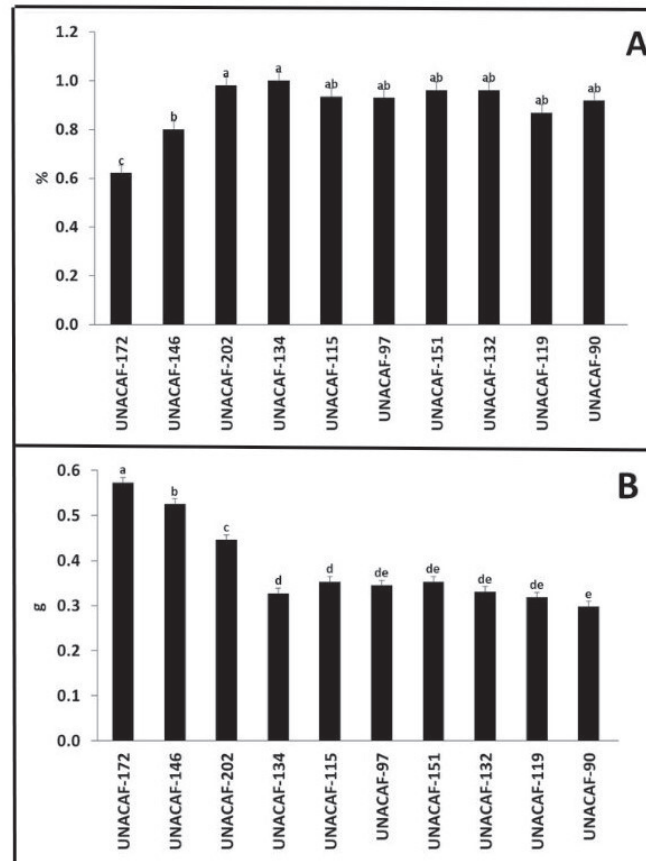 A
1.2
1.0
0.8
0.6
0.4
0.2
0.0
%
c
b
a
a
ab
ab
ab
ab
ab
ab
UNACAF-172
UNACAF-146
UNACAF-202
UNACAF-134
UNACAF-115
UNACAF-97
UNACAF-151
UNACAF-132
UNACAF-119
UNACAF-90
B
0.6
0.5
0.4
0.3
0.2
0.1
0.0
g
a
b
c
d
d
de
de
de
de
e
UNACAF-172
UNACAF-146
UNACAF-202
UNACAF-134
UNACAF-115
UNACAF-97
UNACAF-151
UNACAF-132
UNACAF-119
UNACAF-90